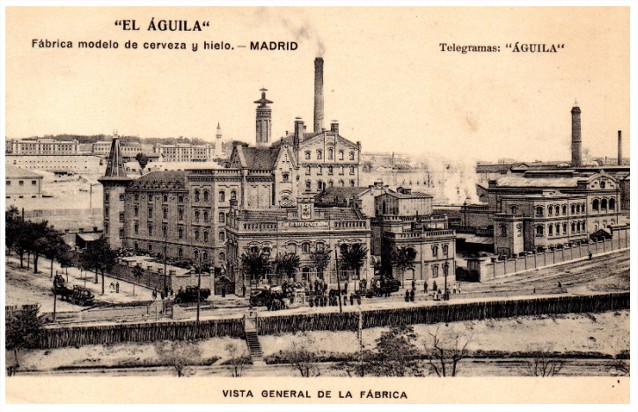 "EL ÁGUILA"
Fábrica modelo de cerveza y hielo. — MADRID
Telegramas: "ÁGUILA"
VISTA GENERAL DE LA FÁBRICA